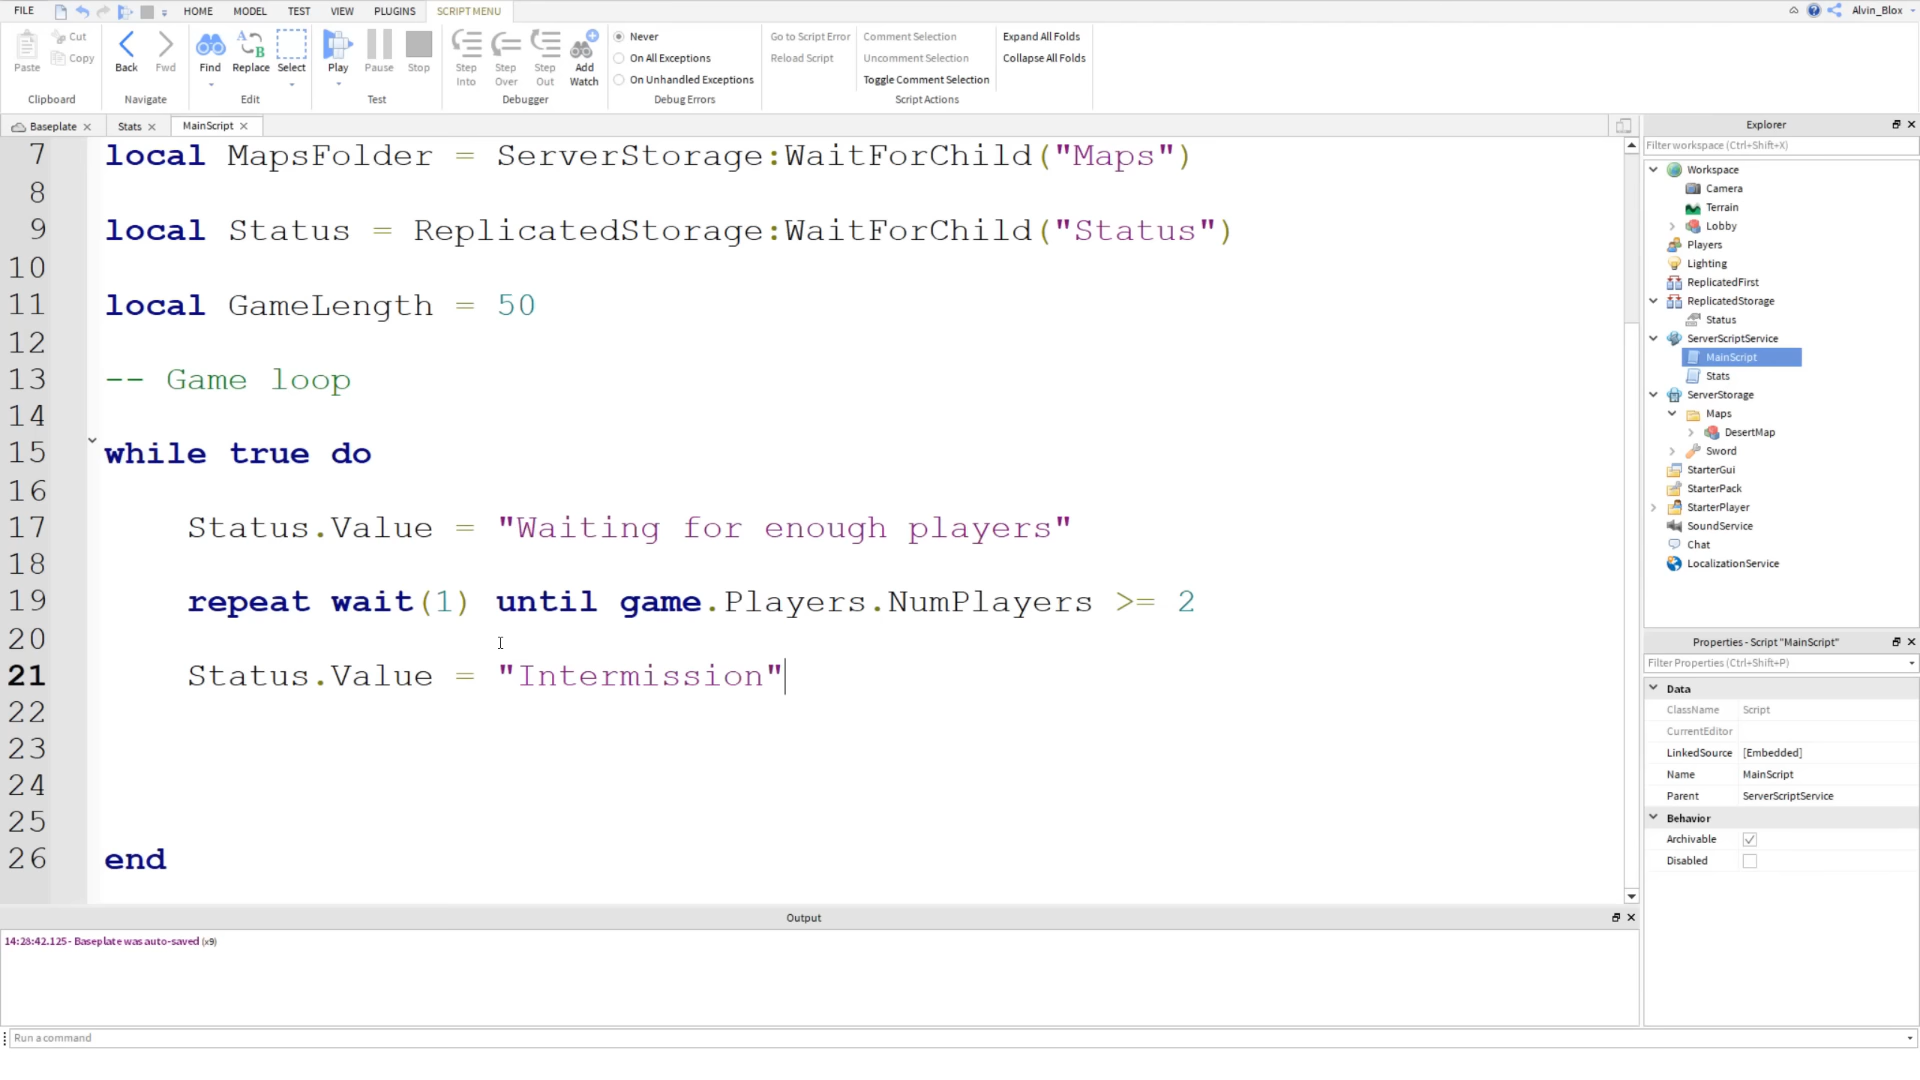 FILE HOME MODEL TEST VIEW PLUGINS SCRIPT MENU Alvin_Blox
Paste Cut Copy Back Fwd Find Replace Select Play Pause Stop Step Into Step Over Step Out Add Watch
Never
On All Exceptions
On Unhandled Exceptions
Go to Script Error
Reload Script
Comment Selection
Uncomment Selection
Toggle Comment Selection
Expand All Folds
Collapse All Folds
Clipboard Navigate Edit Test Debugger Debug Errors Script Actions
Baseplate Stats MainScript
7 local MapsFolder = ServerStorage:WaitForChild("Maps")
8
9 local Status = ReplicatedStorage:WaitForChild("Status")
10
11 local GameLength = 50
12
13 -- Game loop
14
15 while true do
16
17 Status.Value = "Waiting for enough players"
18
19 repeat wait(1) until game.Players.NumPlayers >= 2
20
21 Status.Value = "Intermission"
22
23
24
25
26 end
Output
14:28:42.125 - Baseplate was auto-saved (x9)
Run a command
Explorer
Filter workspace (Ctrl+Shift+X)
Workspace
Camera
Terrain
Lobby
Players
Lighting
ReplicatedFirst
ReplicatedStorage
Status
ServerScriptService
MainScript
Stats
ServerStorage
Maps
DesertMap
Sword
StarterGui
StarterPack
StarterPlayer
SoundService
Chat
LocalizationService
Properties - Script "MainScript"
Filter Properties (Ctrl+Shift+P)
Data
ClassName Script
CurrentEditor
LinkedSource [Embedded]
Name MainScript
Parent ServerScriptService
Behavior
Archivable
Disabled